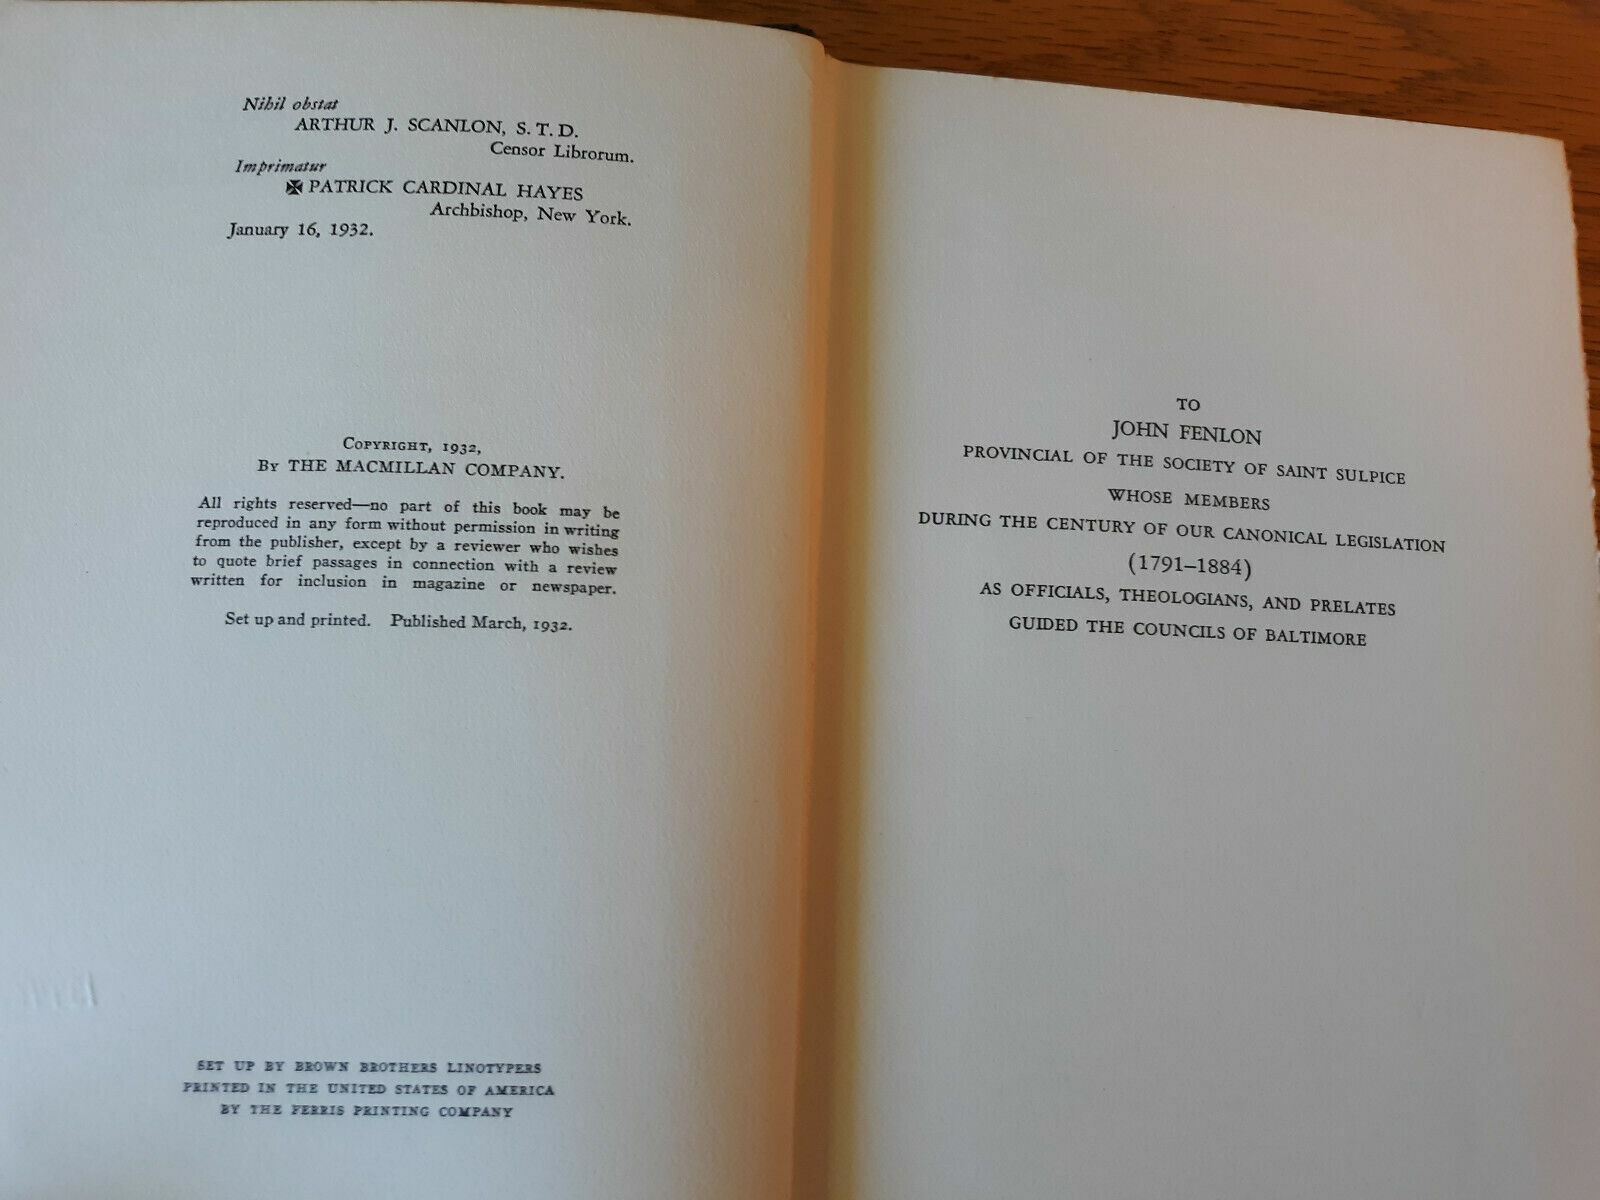 Nihil obstat
ARTHUR J. SCANLON, S. T. D.
Censor Librorum.
Imprimatur
✠ PATRICK CARDINAL HAYES
Archbishop, New York.
January 16, 1932.
COPYRIGHT, 1932,
BY THE MACMILLAN COMPANY.
All rights reserved—no part of this book may be
reproduced in any form without permission in writing
from the publisher, except by a reviewer who wishes
to quote brief passages in connection with a review
written for inclusion in magazine or newspaper.
Set up and printed. Published March, 1932.
SET UP BY BROWN BROTHERS LINOTYPERS
PRINTED IN THE UNITED STATES OF AMERICA
BY THE FERRIS PRINTING COMPANY
TO
JOHN FENLON
PROVINCIAL OF THE SOCIETY OF SAINT SULPICE
WHOSE MEMBERS
DURING THE CENTURY OF OUR CANONICAL LEGISLATION
(1791–1884)
AS OFFICIALS, THEOLOGIANS, AND PRELATES
GUIDED THE COUNCILS OF BALTIMORE